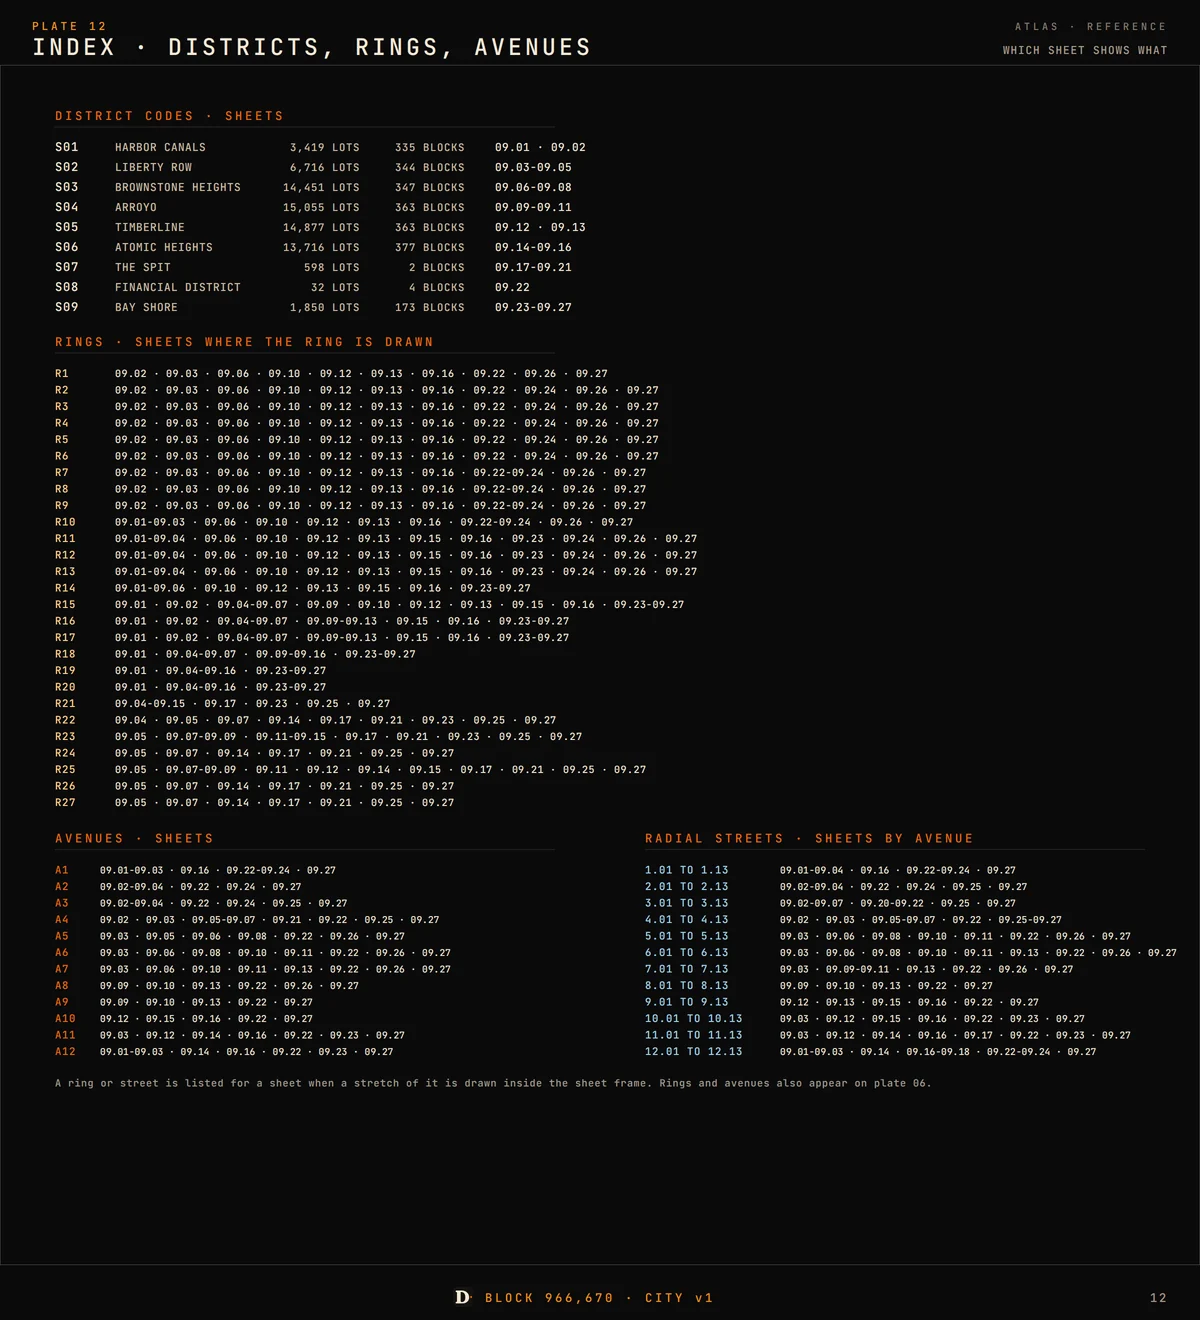 PLATE 12
INDEX · DISTRICTS, RINGS, AVENUES
ATLAS · REFERENCE
WHICH SHEET SHOWS WHAT
DISTRICT CODES · SHEETS
S01 HARBOR CANALS 3,419 LOTS 335 BLOCKS 09.01 · 09.02
S02 LIBERTY ROW 6,716 LOTS 344 BLOCKS 09.03-09.05
S03 BROWNSTONE HEIGHTS 14,451 LOTS 347 BLOCKS 09.06-09.08
S04 ARROYO 15,055 LOTS 363 BLOCKS 09.09-09.11
S05 TIMBERLINE 14,877 LOTS 363 BLOCKS 09.12 · 09.13
S06 ATOMIC HEIGHTS 13,716 LOTS 377 BLOCKS 09.14-09.16
S07 THE SPIT 598 LOTS 2 BLOCKS 09.17-09.21
S08 FINANCIAL DISTRICT 32 LOTS 4 BLOCKS 09.22
S09 BAY SHORE 1,850 LOTS 173 BLOCKS 09.23-09.27
RINGS · SHEETS WHERE THE RING IS DRAWN
R1 09.02 · 09.03 · 09.06 · 09.10 · 09.12 · 09.13 · 09.16 · 09.22 · 09.26 · 09.27
R2 09.02 · 09.03 · 09.06 · 09.10 · 09.12 · 09.13 · 09.16 · 09.22 · 09.24 · 09.26 · 09.27
R3 09.02 · 09.03 · 09.06 · 09.10 · 09.12 · 09.13 · 09.16 · 09.22 · 09.24 · 09.26 · 09.27
R4 09.02 · 09.03 · 09.06 · 09.10 · 09.12 · 09.13 · 09.16 · 09.22 · 09.24 · 09.26 · 09.27
R5 09.02 · 09.03 · 09.06 · 09.10 · 09.12 · 09.13 · 09.16 · 09.22 · 09.24 · 09.26 · 09.27
R6 09.02 · 09.03 · 09.06 · 09.10 · 09.12 · 09.13 · 09.16 · 09.22 · 09.24 · 09.26 · 09.27
R7 09.02 · 09.03 · 09.06 · 09.10 · 09.12 · 09.13 · 09.16 · 09.22-09.24 · 09.26 · 09.27
R8 09.02 · 09.03 · 09.06 · 09.10 · 09.12 · 09.13 · 09.16 · 09.22-09.24 · 09.26 · 09.27
R9 09.02 · 09.03 · 09.06 · 09.10 · 09.12 · 09.13 · 09.16 · 09.22-09.24 · 09.26 · 09.27
R10 09.01-09.03 · 09.06 · 09.10 · 09.12 · 09.13 · 09.16 · 09.22-09.24 · 09.26 · 09.27
R11 09.01-09.04 · 09.06 · 09.10 · 09.12 · 09.13 · 09.15 · 09.16 · 09.23 · 09.24 · 09.26 · 09.27
R12 09.01-09.04 · 09.06 · 09.10 · 09.12 · 09.13 · 09.15 · 09.16 · 09.23 · 09.24 · 09.26 · 09.27
R13 09.01-09.04 · 09.06 · 09.10 · 09.12 · 09.13 · 09.15 · 09.16 · 09.23 · 09.24 · 09.26 · 09.27
R14 09.01-09.06 · 09.10 · 09.12 · 09.13 · 09.15 · 09.16 · 09.23-09.27
R15 09.01 · 09.02 · 09.04-09.07 · 09.09 · 09.10 · 09.12 · 09.13 · 09.15 · 09.16 · 09.23-09.27
R16 09.01 · 09.02 · 09.04-09.07 · 09.09-09.13 · 09.15 · 09.16 · 09.23-09.27
R17 09.01 · 09.02 · 09.04-09.07 · 09.09-09.13 · 09.15 · 09.16 · 09.23-09.27
R18 09.01 · 09.04-09.07 · 09.09-09.16 · 09.23-09.27
R19 09.01 · 09.04-09.16 · 09.23-09.27
R20 09.01 · 09.04-09.16 · 09.23-09.27
R21 09.04-09.15 · 09.17 · 09.23 · 09.25 · 09.27
R22 09.04 · 09.05 · 09.07 · 09.14 · 09.17 · 09.21 · 09.23 · 09.25 · 09.27
R23 09.05 · 09.07-09.09 · 09.11-09.15 · 09.17 · 09.21 · 09.23 · 09.25 · 09.27
R24 09.05 · 09.07 · 09.14 · 09.17 · 09.21 · 09.25 · 09.27
R25 09.05 · 09.07-09.09 · 09.11 · 09.12 · 09.14 · 09.15 · 09.17 · 09.21 · 09.25 · 09.27
R26 09.05 · 09.07 · 09.14 · 09.17 · 09.21 · 09.25 · 09.27
R27 09.05 · 09.07 · 09.14 · 09.17 · 09.21 · 09.25 · 09.27
AVENUES · SHEETS
A1 09.01-09.03 · 09.16 · 09.22-09.24 · 09.27
A2 09.02-09.04 · 09.22 · 09.24 · 09.27
A3 09.02-09.04 · 09.22 · 09.24 · 09.25 · 09.27
A4 09.02 · 09.03 · 09.05-09.07 · 09.21 · 09.22 · 09.25 · 09.27
A5 09.03 · 09.05 · 09.06 · 09.08 · 09.22 · 09.26 · 09.27
A6 09.03 · 09.06 · 09.08 · 09.10 · 09.11 · 09.22 · 09.26 · 09.27
A7 09.03 · 09.06 · 09.10 · 09.11 · 09.13 · 09.22 · 09.26 · 09.27
A8 09.09 · 09.10 · 09.13 · 09.22 · 09.26 · 09.27
A9 09.09 · 09.10 · 09.13 · 09.22 · 09.27
A10 09.12 · 09.15 · 09.16 · 09.22 · 09.27
A11 09.03 · 09.12 · 09.14 · 09.16 · 09.22 · 09.23 · 09.27
A12 09.01-09.03 · 09.14 · 09.16 · 09.22 · 09.23 · 09.27
RADIAL STREETS · SHEETS BY AVENUE
1.01 TO 1.13 09.01-09.04 · 09.16 · 09.22-09.24 · 09.27
2.01 TO 2.13 09.02-09.04 · 09.22 · 09.24 · 09.25 · 09.27
3.01 TO 3.13 09.02-09.07 · 09.20-09.22 · 09.25 · 09.27
4.01 TO 4.13 09.02 · 09.03 · 09.05-09.07 · 09.22 · 09.25-09.27
5.01 TO 5.13 09.03 · 09.06 · 09.08 · 09.10 · 09.11 · 09.22 · 09.26 · 09.27
6.01 TO 6.13 09.03 · 09.06 · 09.08 · 09.10 · 09.11 · 09.13 · 09.22 · 09.26 · 09.27
7.01 TO 7.13 09.03 · 09.09-09.11 · 09.13 · 09.22 · 09.26 · 09.27
8.01 TO 8.13 09.09 · 09.10 · 09.13 · 09.22 · 09.27
9.01 TO 9.13 09.12 · 09.13 · 09.15 · 09.16 · 09.22 · 09.27
10.01 TO 10.13 09.03 · 09.12 · 09.15 · 09.16 · 09.22 · 09.23 · 09.27
11.01 TO 11.13 09.03 · 09.12 · 09.14 · 09.16 · 09.17 · 09.22 · 09.23 · 09.27
12.01 TO 12.13 09.01-09.03 · 09.14 · 09.16-09.18 · 09.22-09.24 · 09.27
A ring or street is listed for a sheet when a stretch of it is drawn inside the sheet frame. Rings and avenues also appear on plate 06.
D BLOCK 966,670 · CITY v1
12